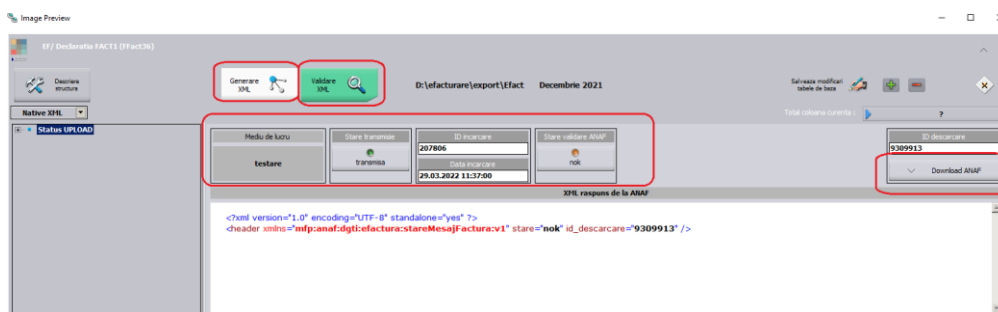 Image Preview
EF/ Declaratia FACT1 (FFact36)
Descriere structura
Generare XML
Validare XML
D:\efacturare\export\Efact Decembrie 2021
Salveaza modificari tabele de baza
Native XML
Total coloana curenta :
?
Status UPLOAD
Mediu de lucru
testare
Stare transmisie
transmisa
ID incarcare
207806
Data incarcare
29.03.2022 11:37:00
Stare validare ANAF
nok
ID descarcare
9309913
Download ANAF
XML raspuns de la ANAF
<?xml version="1.0" encoding="UTF-8" standalone="yes" ?>
<header xmlns="mfp:anaf:dgti:efactura:stareMesajFactura:v1" stare="nok" id_descarcare="9309913" />